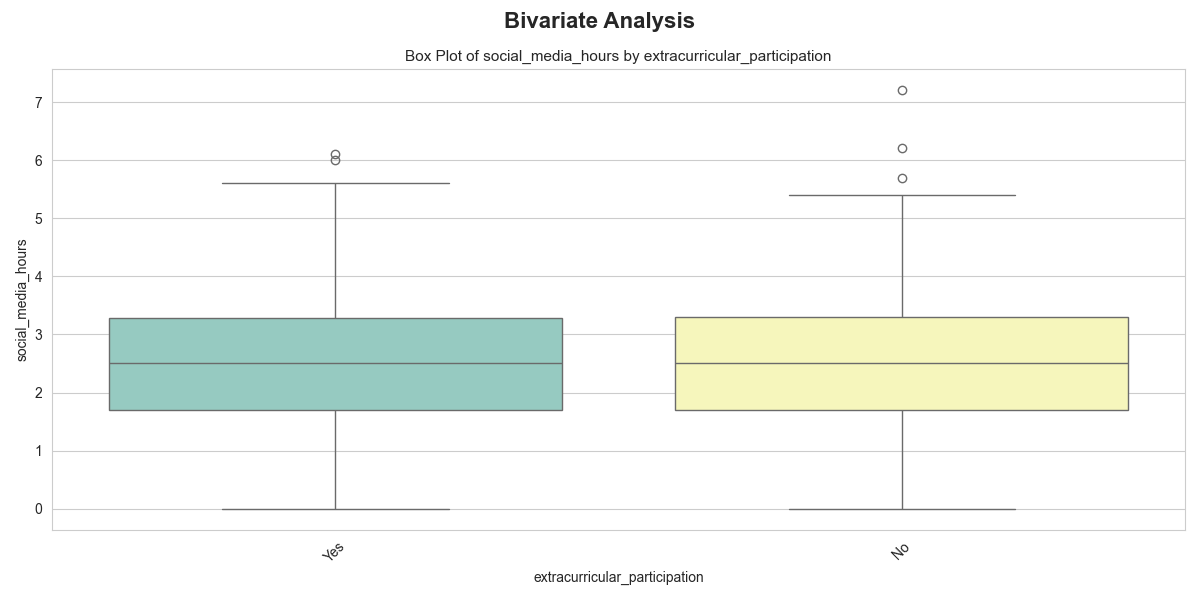 Bivariate Analysis
Box Plot of social_media_hours by extracurricular_participation
7
6
5
4
3
2
1
0
social_media_hours
Yes
No
extracurricular_participation